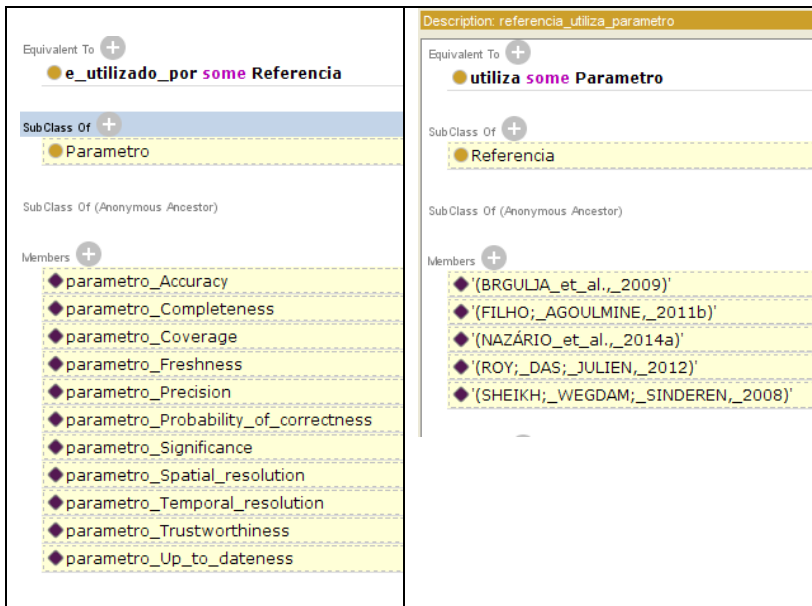 Equivalent To
e_utilizado_por some Referencia
SubClass Of
Parametro
SubClass Of (Anonymous Ancestor)
Members
parametro_Accuracy
parametro_Completeness
parametro_Coverage
parametro_Freshness
parametro_Precision
parametro_Probability_of_correctness
parametro_Significance
parametro_Spatial_resolution
parametro_Temporal_resolution
parametro_Trustworthiness
parametro_Up_to_dateness
Description: referencia_utiliza_parametro
Equivalent To
utiliza some Parametro
SubClass Of
Referencia
SubClass Of (Anonymous Ancestor)
Members
'(BRGULJA_et_al.,_2009)'
'(FILHO;_AGOULMINE,_2011b)'
'(NAZÁRIO_et_al.,_2014a)'
'(ROY;_DAS;_JULIEN,_2012)'
'(SHEIKH;_WEGDAM;_SINDEREN,_2008)'